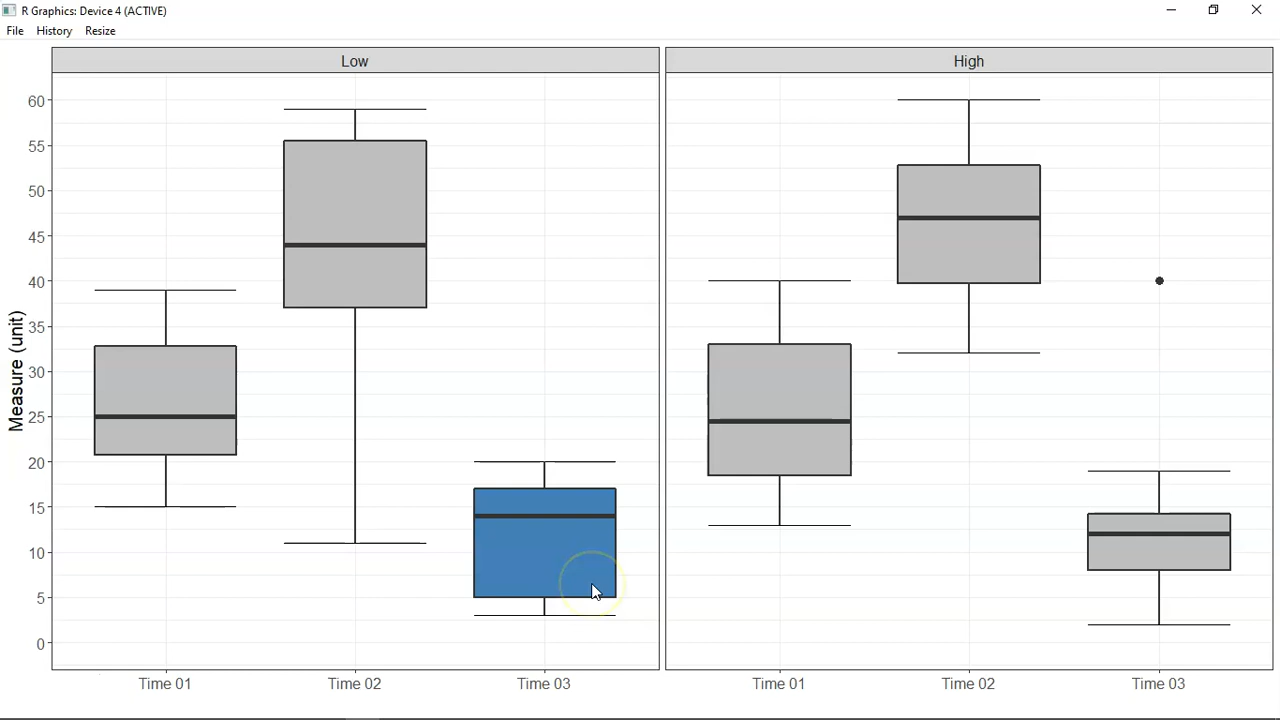 R Graphics: Device 4 (ACTIVE)
File History Resize
Low
High
Measure (unit)
60
55
50
45
40
35
30
25
20
15
10
5
0
Time 01 Time 02 Time 03
Time 01 Time 02 Time 03